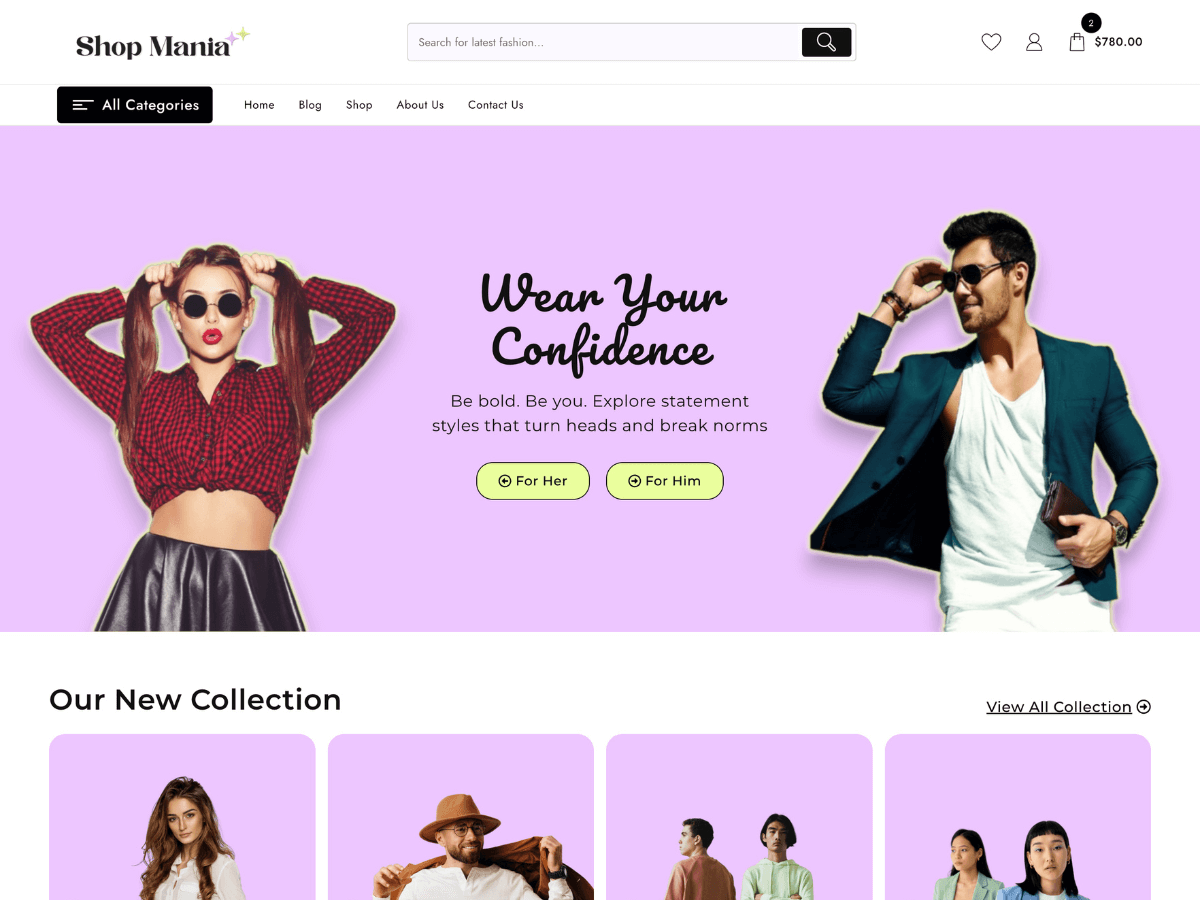 Shop Mania
Search for latest fashion...
2
$780.00
All Categories
Home
Blog
Shop
About Us
Contact Us
Wear Your
Confidence
Be bold. Be you. Explore statement
styles that turn heads and break norms
For Her
For Him
Our New Collection
View All Collection